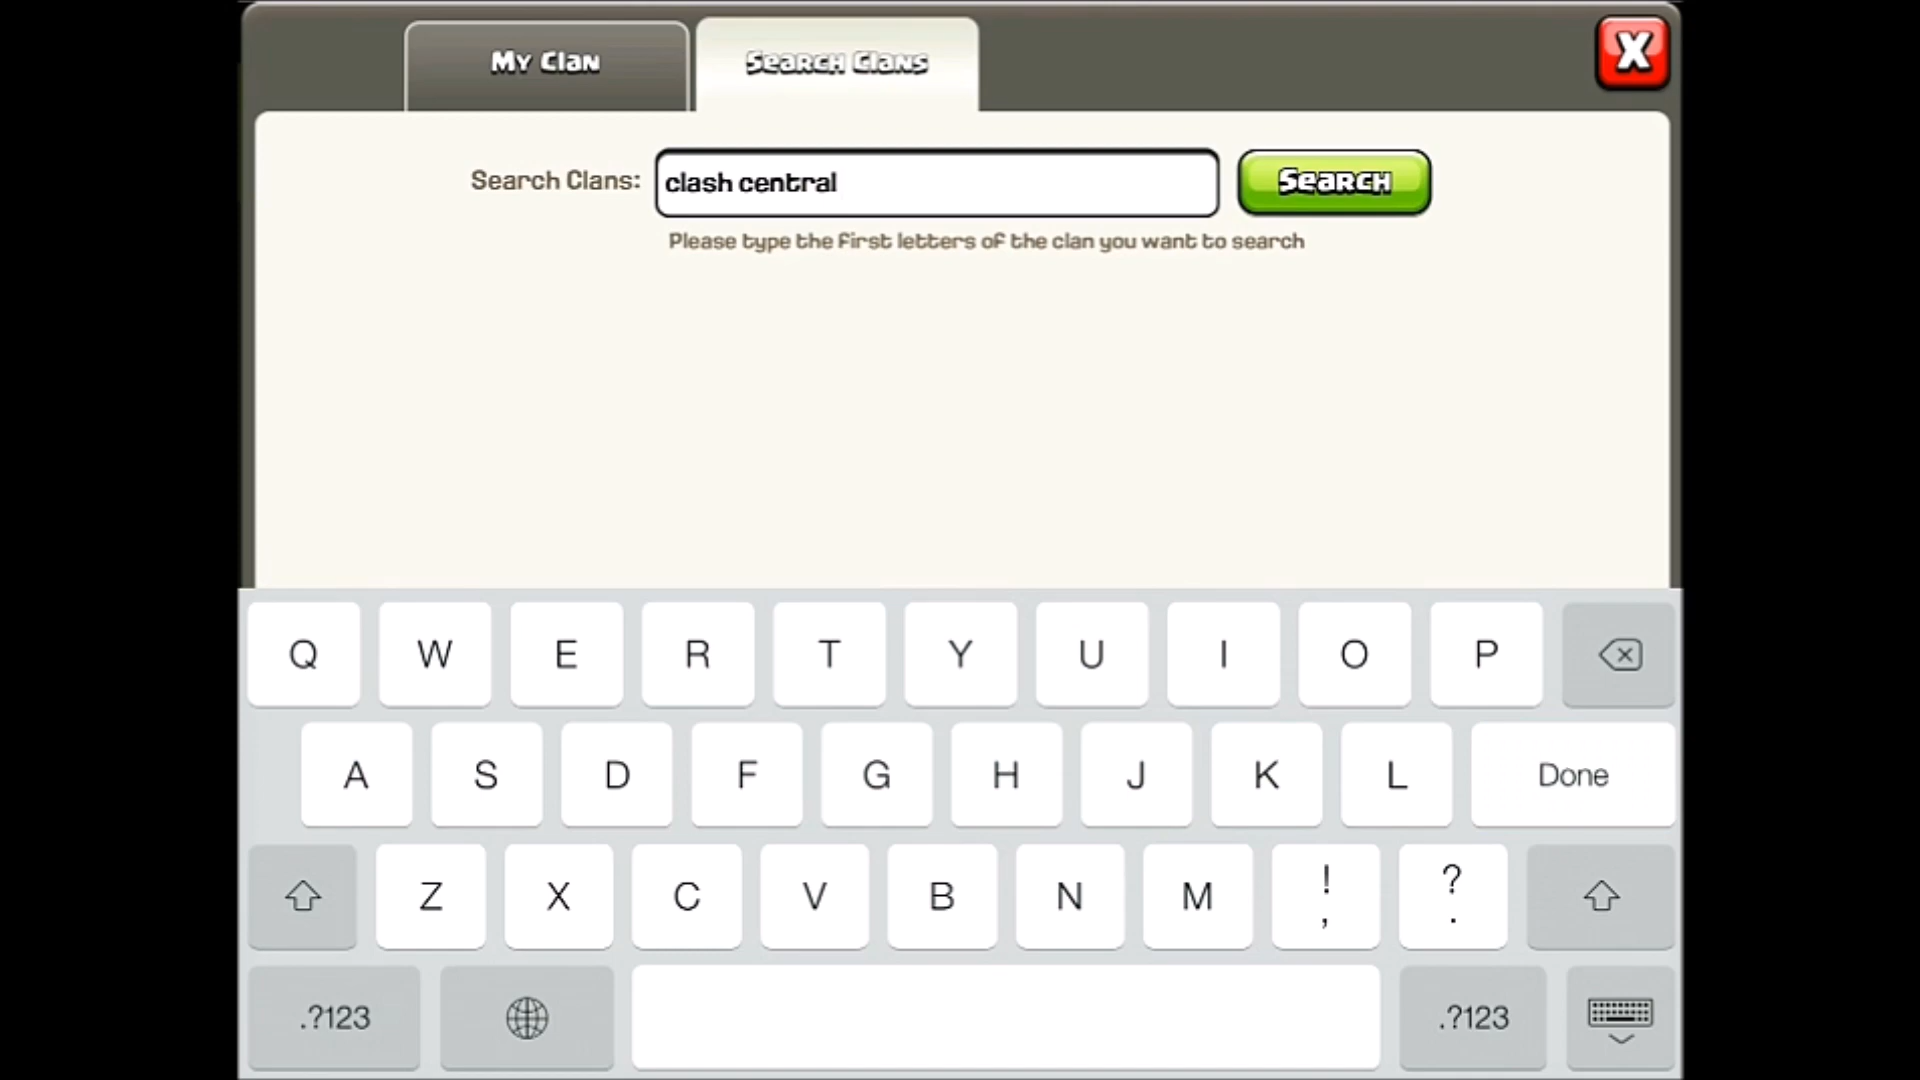 My Clan
Search Clans
X
Search Clans:
clash central
Search
Please type the first letters of the clan you want to search
Q W E R T Y U I O P
A S D F G H J K L Done
Z X C V B N M ! , ? .
.?123 .?123